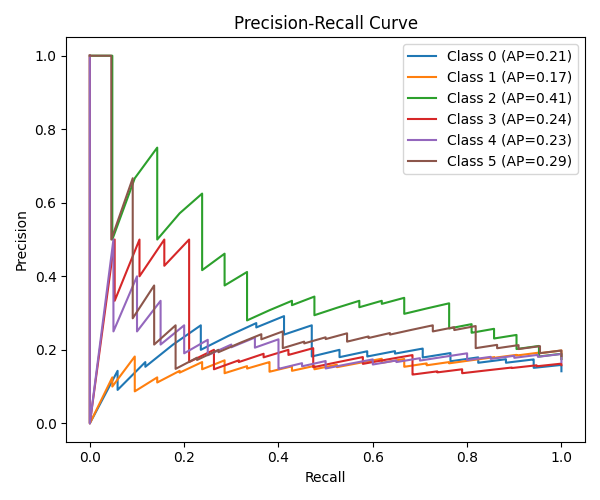 Precision-Recall Curve
1.0
0.8
0.6
0.4
0.2
0.0
Precision
Class 0 (AP=0.21)
Class 1 (AP=0.17)
Class 2 (AP=0.41)
Class 3 (AP=0.24)
Class 4 (AP=0.23)
Class 5 (AP=0.29)
0.0 0.2 0.4 0.6 0.8 1.0
Recall